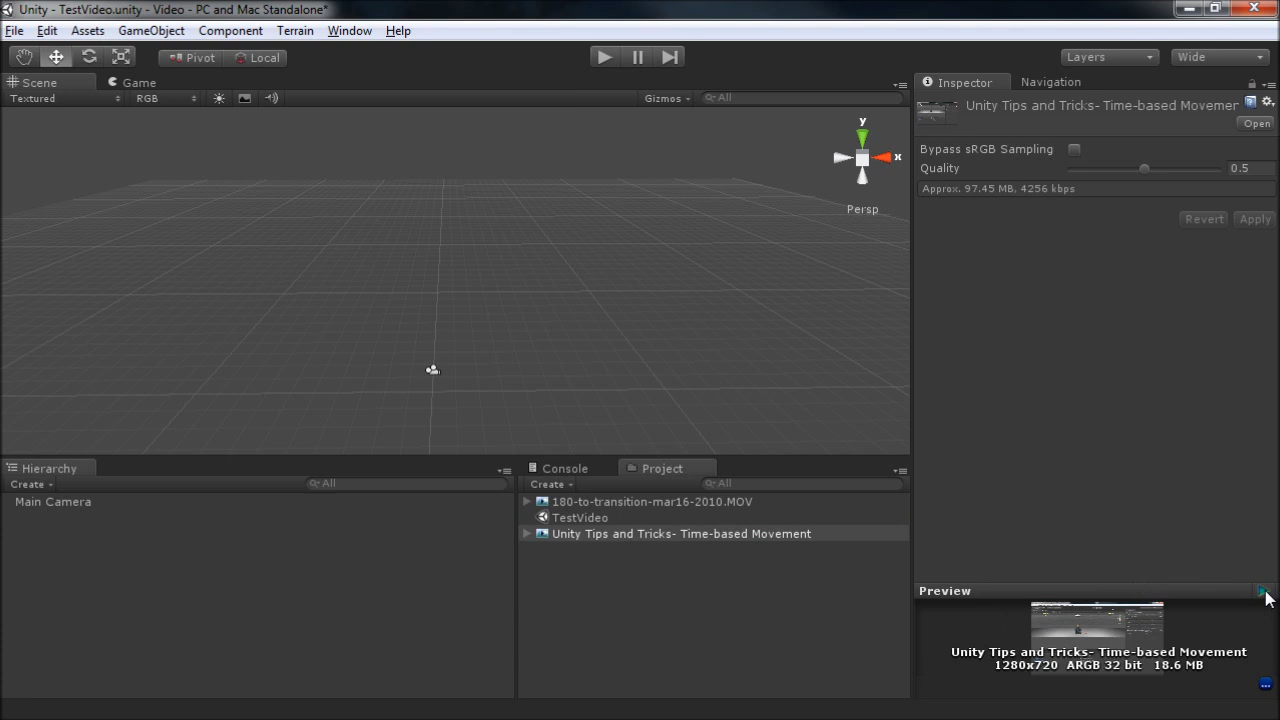 Unity - TestVideo.unity - Video - PC and Mac Standalone*
File Edit Assets GameObject Component Terrain Window Help
Pivot Local Layers Wide
Scene Game Inspector Navigation
Textured RGB Gizmos All
Unity Tips and Tricks- Time-based Movemer
Open
y
x
Persp
Bypass sRGB Sampling
Quality 0.5
Approx. 97.45 MB, 4256 kbps
Revert Apply
Hierarchy Console Project
Create All Create All
Main Camera
180-to-transition-mar16-2010.MOV
TestVideo
Unity Tips and Tricks- Time-based Movement
Preview
Unity Tips and Tricks- Time-based Movement
1280x720 ARGB 32 bit 18.6 MB